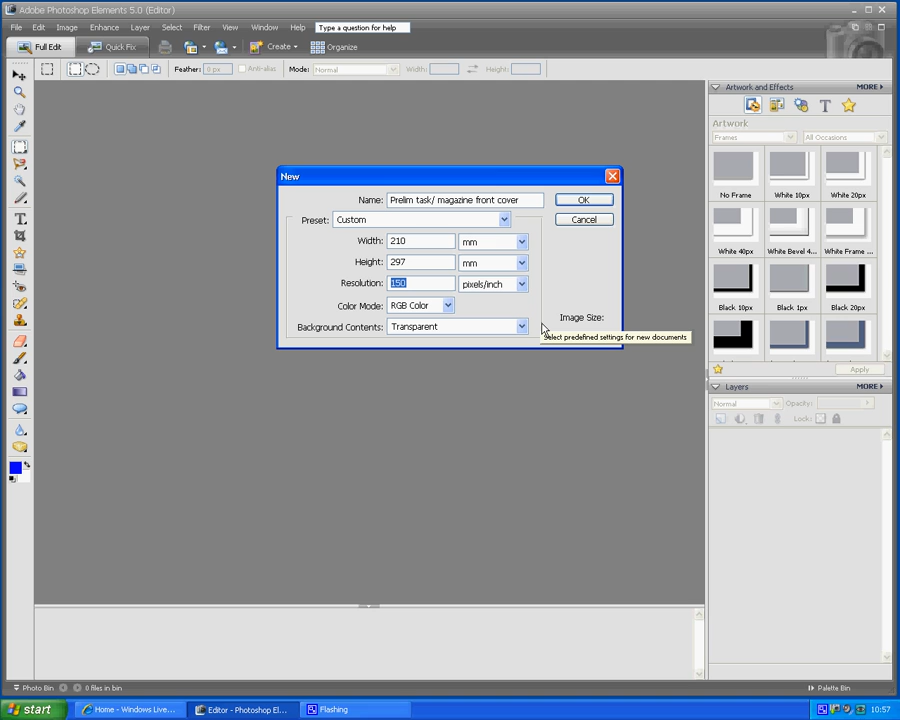 Adobe Photoshop Elements 5.0 (Editor)
File Edit Image Enhance Layer Select Filter View Window Help Type a question for help
Full Edit Quick Fix Create Organize
Feather: 0 px Anti-alias Mode: Normal Width: Height:
Artwork and Effects MORE
Artwork
Frames All Occasions
No Frame White 10px White 20px
White 40px White Bevel 4... White Frame ...
Black 10px Black 1px Black 20px
Apply
Layers MORE
Normal Opacity:
Lock:
New
Name: Prelim task/ magazine front cover OK
Preset: Custom Cancel
Width: 210 mm
Height: 297 mm
Resolution: 150 pixels/inch
Color Mode: RGB Color Image Size:
Background Contents: Transparent
Select predefined settings for new documents
Photo Bin 0 files in bin Palette Bin
start Home - Windows Live... Editor - Photoshop El... Flashing 10:57